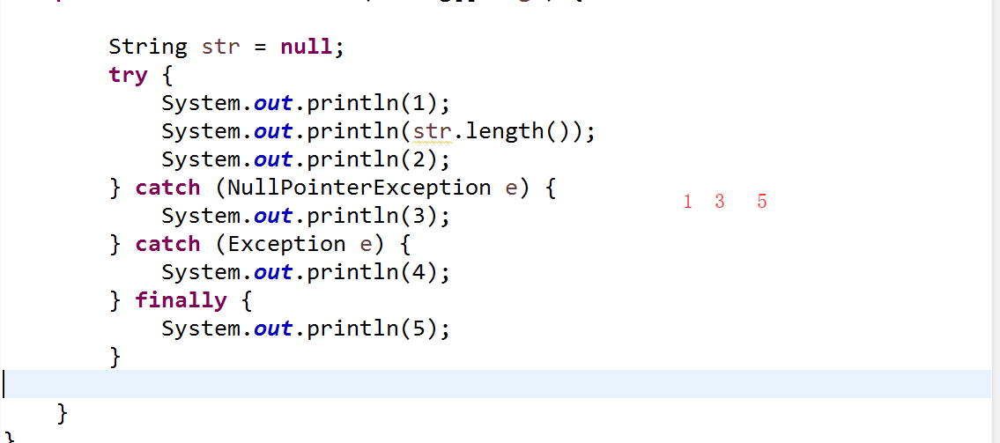 String str = null;
try {
System.out.println(1);
System.out.println(str.length());
System.out.println(2);
} catch (NullPointerException e) {
1 3 5
System.out.println(3);
} catch (Exception e) {
System.out.println(4);
} finally {
System.out.println(5);
}
}
}